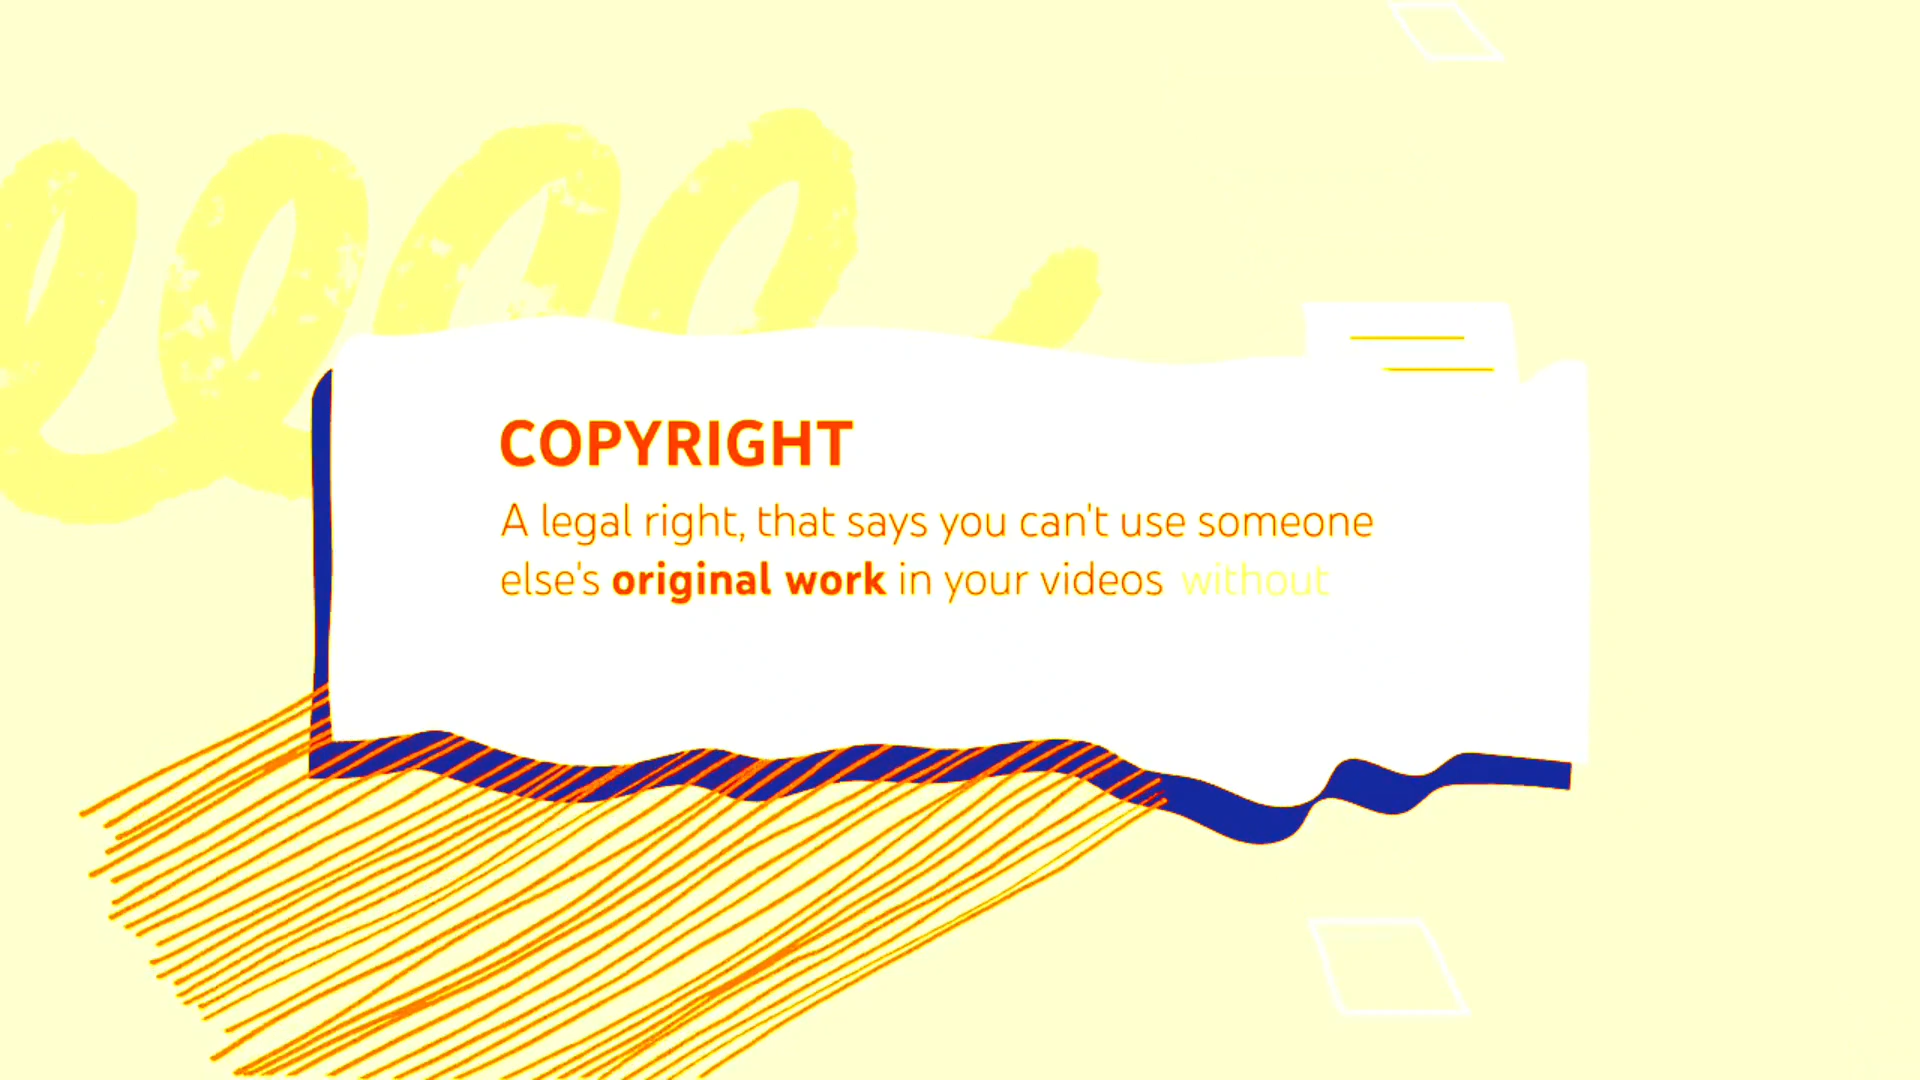 COPYRIGHT
A legal right, that says you can't use someone
else's original work in your videos without